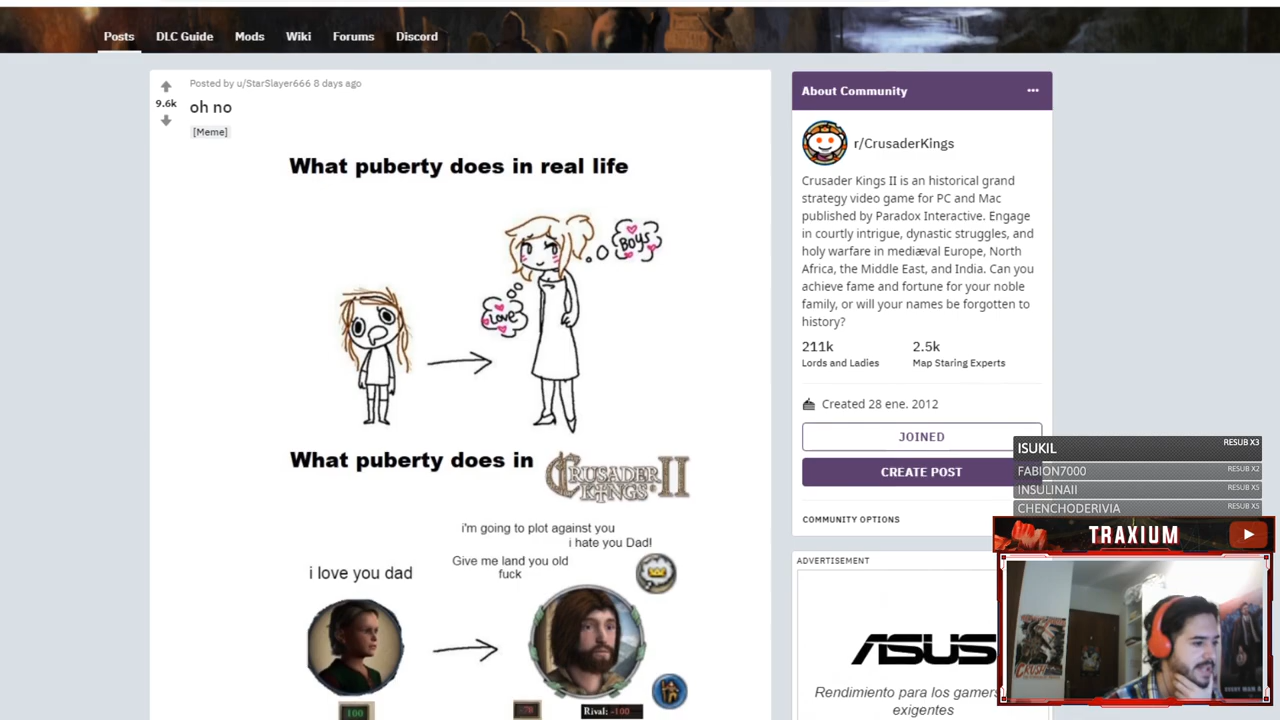 Posts DLC Guide Mods Wiki Forums Discord
Posted by u/StarSlayer666 8 days ago
9.6k
oh no
[Meme]
What puberty does in real life
Boys
Love
What puberty does in
CRUSADER
KINGS II
i'm going to plot against you
i hate you Dad!
Give me land you old
fuck
i love you dad
100
Rival: -100
About Community
r/CrusaderKings
Crusader Kings II is an historical grand
strategy video game for PC and Mac
published by Paradox Interactive. Engage
in courtly intrigue, dynastic struggles, and
holy warfare in mediæval Europe, North
Africa, the Middle East, and India. Can you
achieve fame and fortune for your noble
family, or will your names be forgotten to
history?
211k 2.5k
Lords and Ladies Map Staring Experts
Created 28 ene. 2012
JOINED
CREATE POST
COMMUNITY OPTIONS
ADVERTISEMENT
ASUS
Rendimiento para los gamers
exigentes
ISUKIL RESUB X3
FABION7000 RESUB X2
INSULINAII RESUB X5
CHENCHODERIVIA RESUB X5
TRAXIUM